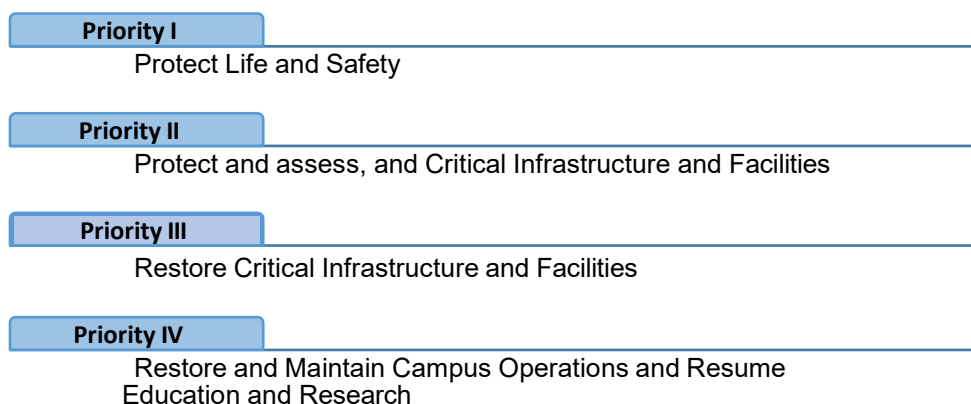 Priority I
Protect Life and Safety
Priority II
Protect and assess, and Critical Infrastructure and Facilities
Priority III
Restore Critical Infrastructure and Facilities
Priority IV
Restore and Maintain Campus Operations and Resume
Education and Research